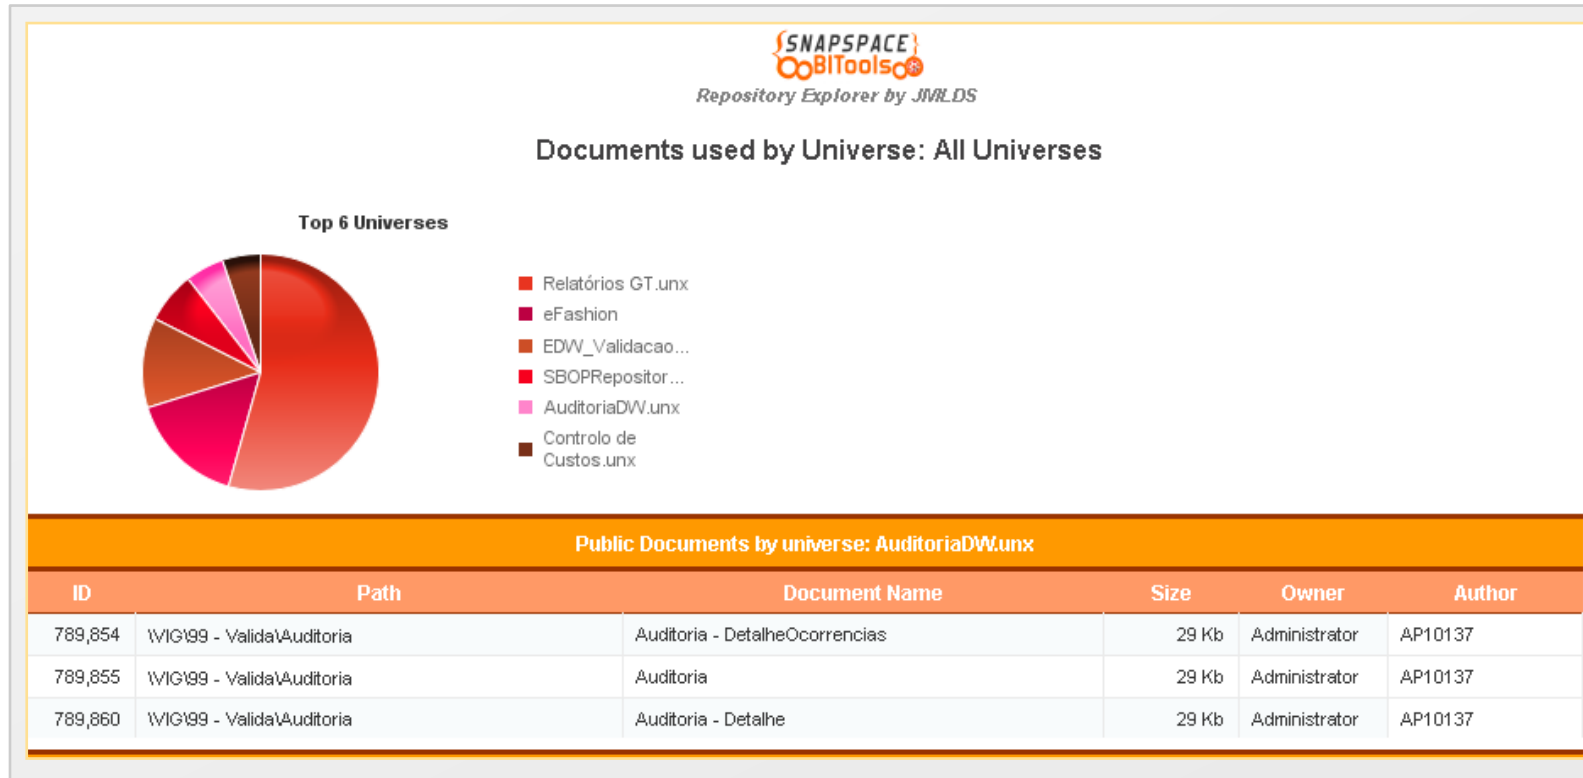 {SNAPSPACE}
BITools
Repository Explorer by JMLDS
Documents used by Universe: All Universes
Top 6 Universes
Relatórios GT.unx
eFashion
EDW_Validacao...
SBOPRepositor...
AuditoriaDW.unx
Controlo de
Custos.unx
Public Documents by universe: AuditoriaDW.unx
ID Path Document Name Size Owner Author
789,854 \VIG\99 - Valida\Auditoria Auditoria - DetalheOcorrencias 29 Kb Administrator AP10137
789,855 \VIG\99 - Valida\Auditoria Auditoria 29 Kb Administrator AP10137
789,860 \VIG\99 - Valida\Auditoria Auditoria - Detalhe 29 Kb Administrator AP10137